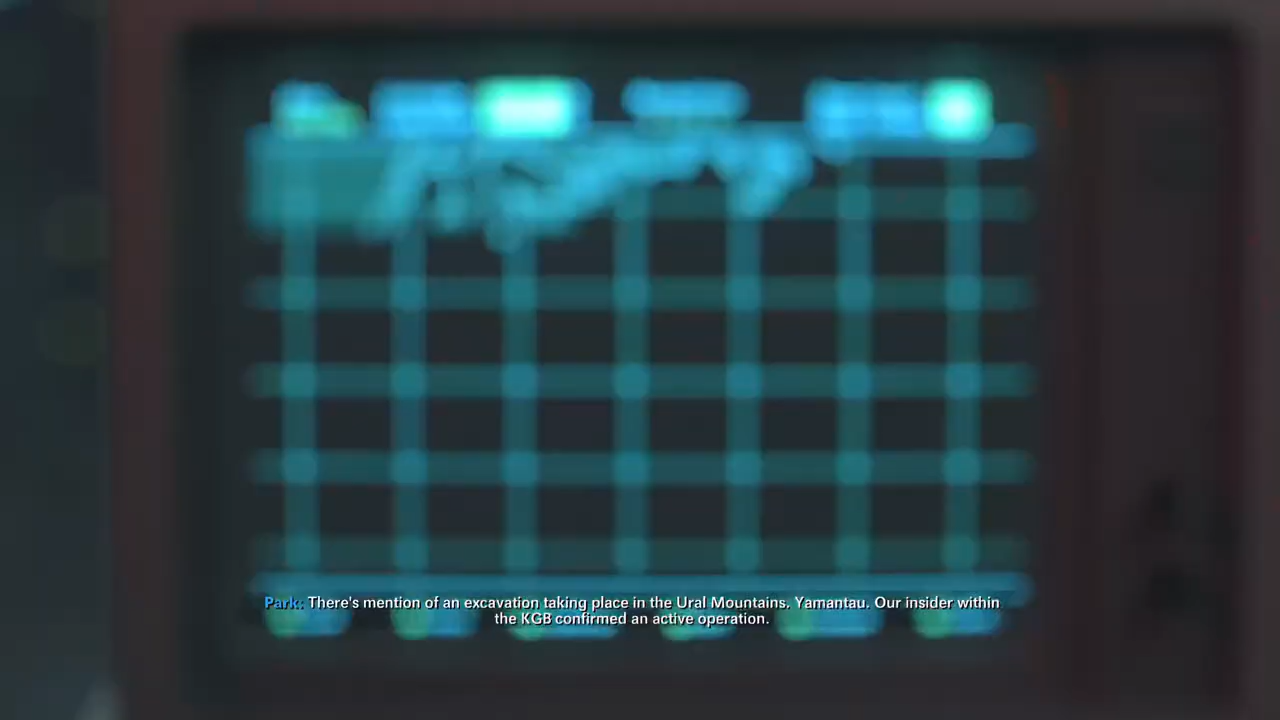 Park: There's mention of an excavation taking place in the Ural Mountains. Yamantau. Our insider within
the KGB confirmed an active operation.